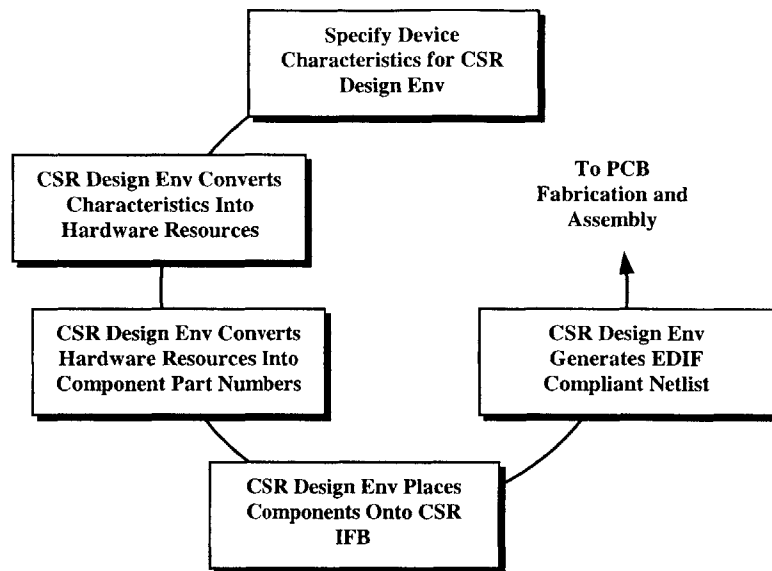 Specify Device
Characteristics for CSR
Design Env
CSR Design Env Converts
Characteristics Into
Hardware Resources
CSR Design Env Converts
Hardware Resources Into
Component Part Numbers
CSR Design Env Places
Components Onto CSR
IFB
CSR Design Env
Generates EDIF
Compliant Netlist
To PCB
Fabrication and
Assembly